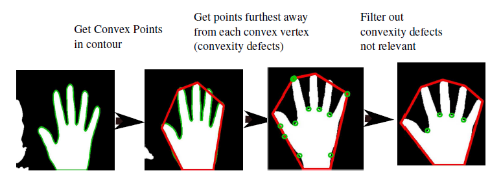 Get Convex Points
in contour
Get points furthest away
from each convex vertex
(convexity defects)
Filter out
convexity defects
not relevant